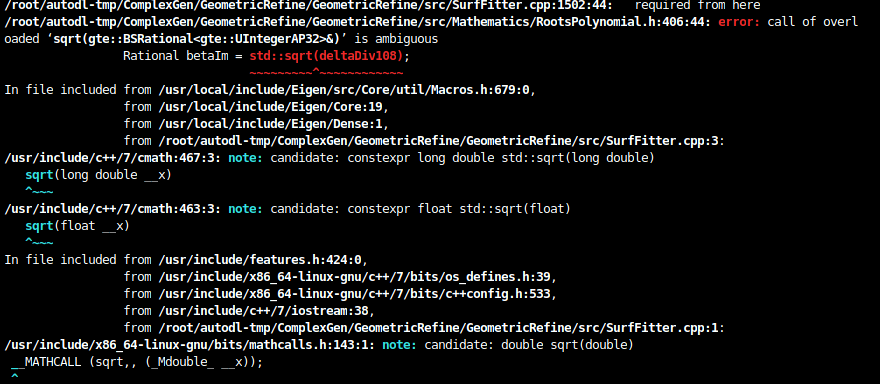 /root/autodl-tmp/ComplexGen/GeometricRefine/GeometricRefine/src/SurfFitter.cpp:1502:44:   required from here
/root/autodl-tmp/ComplexGen/GeometricRefine/GeometricRefine/src/Mathematics/RootsPolynomial.h:406:44: error: call of overl
oaded ‘sqrt(gte::BSRational<gte::UIntegerAP32>&)’ is ambiguous
                 Rational betaIm = std::sqrt(deltaDiv108);
                                   ~~~~~~~~~^~~~~~~~~~~~~
In file included from /usr/local/include/Eigen/src/Core/util/Macros.h:679:0,
                 from /usr/local/include/Eigen/Core:19,
                 from /usr/local/include/Eigen/Dense:1,
                 from /root/autodl-tmp/ComplexGen/GeometricRefine/GeometricRefine/src/SurfFitter.cpp:3:
/usr/include/c++/7/cmath:467:3: note: candidate: constexpr long double std::sqrt(long double)
   sqrt(long double __x)
   ^~~~
/usr/include/c++/7/cmath:463:3: note: candidate: constexpr float std::sqrt(float)
   sqrt(float __x)
   ^~~~
In file included from /usr/include/features.h:424:0,
                 from /usr/include/x86_64-linux-gnu/c++/7/bits/os_defines.h:39,
                 from /usr/include/x86_64-linux-gnu/c++/7/bits/c++config.h:533,
                 from /usr/include/c++/7/iostream:38,
                 from /root/autodl-tmp/ComplexGen/GeometricRefine/GeometricRefine/src/SurfFitter.cpp:1:
/usr/include/x86_64-linux-gnu/bits/mathcalls.h:143:1: note: candidate: double sqrt(double)
 __MATHCALL (sqrt,, (_Mdouble_ __x));
 ^